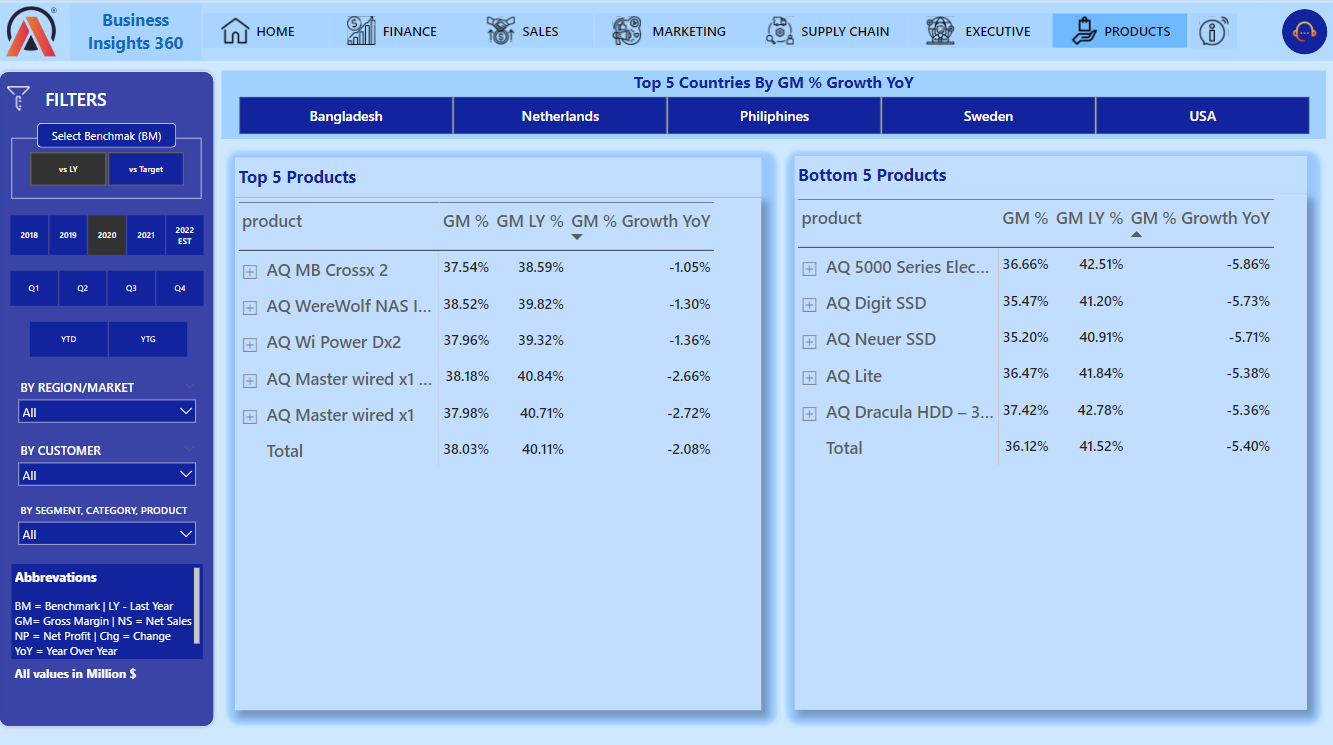 Business
Insights 360
HOME
FINANCE
SALES
MARKETING
SUPPLY CHAIN
EXECUTIVE
PRODUCTS
FILTERS
Select Benchmak (BM)
vs LY vs Target
2018 2019 2020 2021 2022
EST
Q1 Q2 Q3 Q4
YTD YTG
BY REGION/MARKET
All
BY CUSTOMER
All
BY SEGMENT, CATEGORY, PRODUCT
All
Abbrevations
BM = Benchmark | LY - Last Year
GM= Gross Margin | NS = Net Sales
NP = Net Profit | Chg = Change
YoY = Year Over Year
All values in Million $
Top 5 Countries By GM % Growth YoY
Bangladesh Netherlands Philiphines Sweden USA
Top 5 Products
product GM % GM LY % GM % Growth YoY
AQ MB Crossx 2 37.54% 38.59% -1.05%
AQ WereWolf NAS I... 38.52% 39.82% -1.30%
AQ Wi Power Dx2 37.96% 39.32% -1.36%
AQ Master wired x1 ... 38.18% 40.84% -2.66%
AQ Master wired x1 37.98% 40.71% -2.72%
Total 38.03% 40.11% -2.08%
Bottom 5 Products
product GM % GM LY % GM % Growth YoY
AQ 5000 Series Elec... 36.66% 42.51% -5.86%
AQ Digit SSD 35.47% 41.20% -5.73%
AQ Neuer SSD 35.20% 40.91% -5.71%
AQ Lite 36.47% 41.84% -5.38%
AQ Dracula HDD – 3... 37.42% 42.78% -5.36%
Total 36.12% 41.52% -5.40%